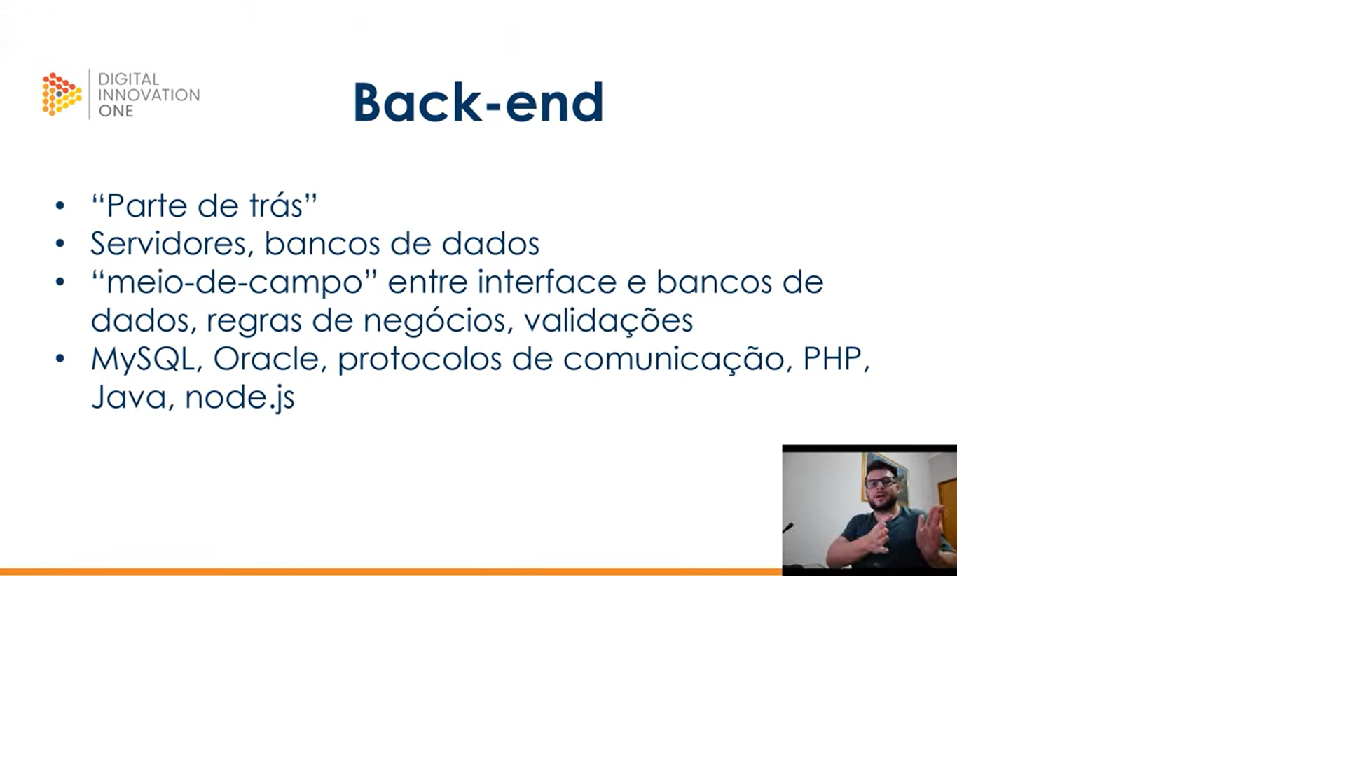 DIGITAL
INNOVATION
ONE
Back-end
• “Parte de trás”
• Servidores, bancos de dados
• “meio-de-campo” entre interface e bancos de
dados, regras de negócios, validações
• MySQL, Oracle, protocolos de comunicação, PHP,
Java, node.js